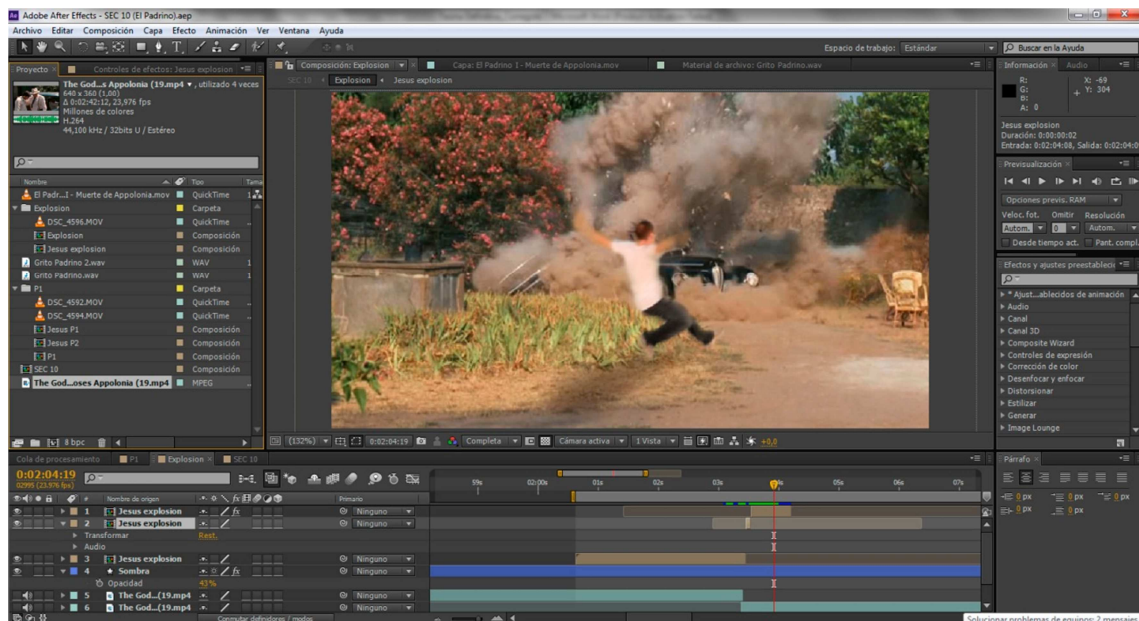 Adobe After Effects - SEC 10 (El Padrino).aep
Archivo Editar Composición Capa Efecto Animación Ver Ventana Ayuda
Espacio de trabajo: Estándar
Buscar en la Ayuda
Proyecto × Controles de efectos: Jesus explosion
Composición: Explosion
Capa: El Padrino I - Muerte de Appolonia.mov
Material de archivo: Grito Padrino.wav
Información × Audio
SEC 10 Explosion Jesus explosion
The God...s Appolonia (19.mp4 ▼ , utilizado 4 veces
640 x 360 (1,00)
Δ 0:02:42:12, 23,976 fps
Millones de colores
H.264
44,100 kHz / 32bits U / Estéreo
R:
G:
B:
A: 0
X: -69
Y: 304
Jesus explosion
Duración: 0:00:00:02
Entrada: 0:02:04:08, Salida: 0:02:04:0
Previsualización ×
Opciones previs. RAM
Veloc. fot. Omitir Resolución
Autom. 0 Autom.
Desde tiempo act. Pant. compl.
Efectos y ajustes preestableci
* Ajust...ablecidos de animación
Audio
Canal
Canal 3D
Composite Wizard
Controles de expresión
Corrección de color
Desenfocar y enfocar
Distorsionar
Estilizar
Generar
Image Lounge
Nombre Tipo Tama
El Padr...I - Muerte de Appolonia.mov QuickTime 1
Explosion Carpeta
DSC_4596.MOV QuickTime
Explosion Composición
Jesus explosion Composición
Grito Padrino 2.wav WAV 1
Grito Padrino.wav WAV 1
P1 Carpeta
DSC_4592.MOV QuickTime
DSC_4594.MOV QuickTime
Jesus P1 Composición
Jesus P2 Composición
P1 Composición
SEC 10 Composición
The God...oses Appolonia (19.mp4 MPEG
8 bpc
(132%) 0:02:04:19 Completa Cámara activa 1 Vista +0,0
Cola de procesamiento P1 Explosion × SEC 10
Párrafo ×
0:02:04:19
02995 (23.976 fps)
59s 02:00s 01s 02s 03s 04s 05s 06s 07s
# Nombre de origen Primario
1 Jesus explosion fx Ninguno
2 Jesus explosion Ninguno
Transformar Rest.
Audio
3 Jesus explosion Ninguno
4 Sombra fx Ninguno
Opacidad 43%
5 The God...(19.mp4 Ninguno
6 The God...(19.mp4 Ninguno
0 px 0 px 0 px
0 px 0 px
Conmutar definidores / modos
Solucionar problemas de equipos: 2 mensajes